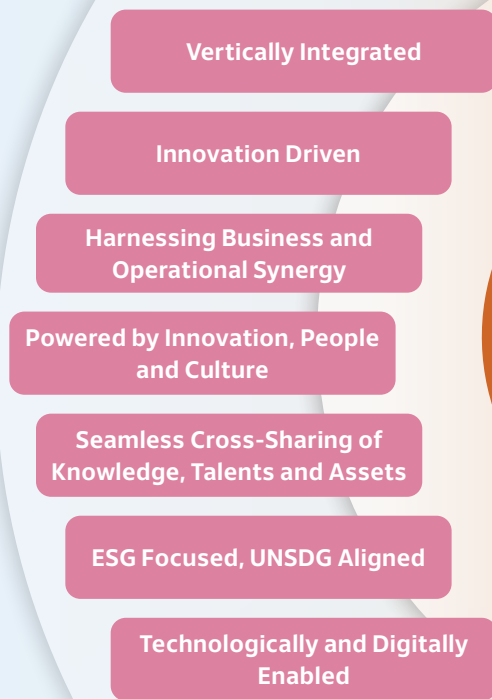 Vertically Integrated
Innovation Driven
Harnessing Business and
Operational Synergy
Powered by Innovation, People
and Culture
Seamless Cross-Sharing of
Knowledge, Talents and Assets
ESG Focused, UNSDG Aligned
Technologically and Digitally
Enabled